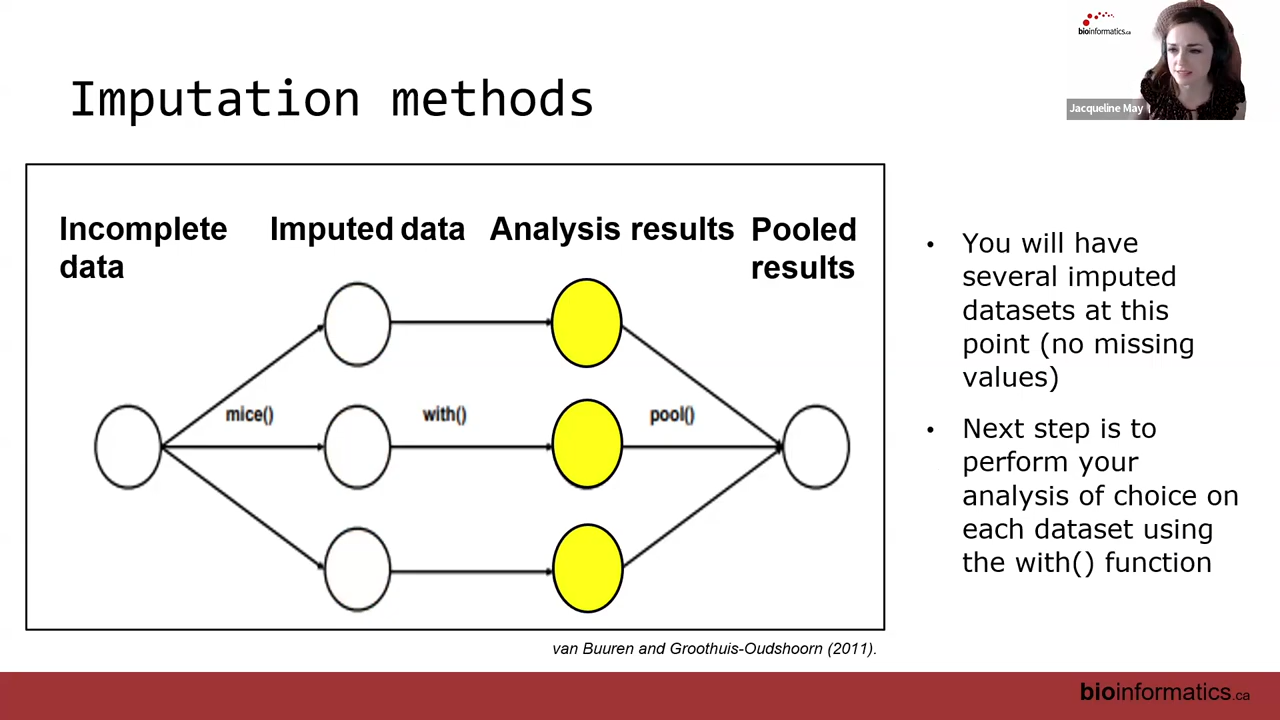 bioinformatics.ca
Jacqueline May
Imputation methods
Incomplete
data
Imputed data
Analysis results
Pooled
results
mice()
with()
pool()
• You will have
several imputed
datasets at this
point (no missing
values)
• Next step is to
perform your
analysis of choice on
each dataset using
the with() function
van Buuren and Groothuis-Oudshoorn (2011).
bioinformatics.ca